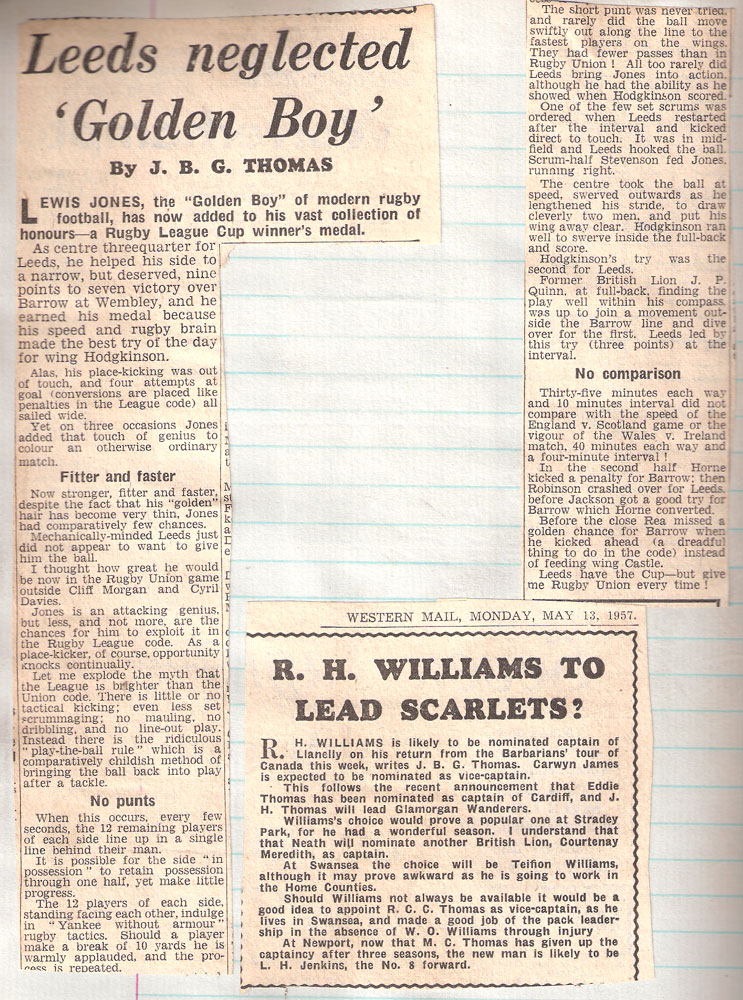 Leeds neglected
'Golden Boy'
By J. B. G. THOMAS
LEWIS JONES, the "Golden Boy" of modern rugby
football, has now added to his vast collection of
honours—a Rugby League Cup winner's medal.
As centre threequarter for
Leeds, he helped his side to
a narrow, but deserved, nine
points to seven victory over
Barrow at Wembley, and he
earned his medal because
his speed and rugby brain
made the best try of the day
for wing Hodgkinson.
Alas, his place-kicking was out
of touch, and four attempts at
goal (conversions are placed like
penalties in the League code) all
sailed wide.
Yet on three occasions Jones
added that touch of genius to
colour an otherwise ordinary
match.
Fitter and faster
Now stronger, fitter and faster,
despite the fact that his "golden"
hair has become very thin, Jones
had comparatively few chances.
Mechanically-minded Leeds just
did not appear to want to give
him the ball.
I thought how great he would
be now in the Rugby Union game
outside Cliff Morgan and Cyril
Davies.
Jones is an attacking genius,
but less, and not more, are the
chances for him to exploit it in
the Rugby League code. As a
place-kicker, of course, opportunity
knocks continually.
Let me explode the myth that
the League is brighter than the
Union code. There is little or no
tactical kicking; even less set
scrummaging; no mauling, no
dribbling, and no line-out play.
Instead there is the ridiculous
"play-the-ball rule" which is a
comparatively childish method of
bringing the ball back into play
after a tackle.
No punts
When this occurs, every few
seconds, the 12 remaining players
of each side line up in a single
line behind their man.
It is possible for the side "in
possession" to retain possession
through one half, yet make little
progress.
The 12 players of each side,
standing facing each other, indulge
in "Yankee without armour"
rugby tactics. Should a player
make a break of 10 yards he is
warmly applauded, and the pro-
cess is repeated.
The short punt was never tried,
and rarely did the ball move
swiftly out along the line to the
fastest players on the wings.
They had fewer passes than in
Rugby Union ! All too rarely did
Leeds bring Jones into action,
although he had the ability as he
showed when Hodgkinson scored.
One of the few set scrums was
ordered when Leeds restarted
after the interval and kicked
direct to touch. It was in mid-
field and Leeds hooked the ball.
Scrum-half Stevenson fed Jones,
running right.
The centre took the ball at
speed, swerved outwards as he
lengthened his stride, to draw
cleverly two men, and put his
wing away clear. Hodgkinson ran
well to swerve inside the full-back
and score.
Hodgkinson's try was the
second for Leeds.
Former British Lion J. P.
Quinn, at full-back, finding the
play well within his compass,
was up to join a movement out-
side the Barrow line and dive
over for the first. Leeds led by
this try (three points) at the
interval.
No comparison
Thirty-five minutes each way
and 10 minutes interval did not
compare with the speed of the
England v. Scotland game or the
vigour of the Wales v. Ireland
match, 40 minutes each way and
a four-minute interval !
In the second half Horne
kicked a penalty for Barrow; then
Robinson crashed over for Leeds,
before Jackson got a good try for
Barrow which Horne converted.
Before the close Rea missed a
golden chance for Barrow when
he kicked ahead (a dreadful
thing to do in the code) instead
of feeding wing Castle.
Leeds have the Cup—but give
me Rugby Union every time !
WESTERN MAIL, MONDAY, MAY 13, 1957.
R. H. WILLIAMS TO
LEAD SCARLETS?
R. H. WILLIAMS is likely to be nominated captain of
Llanelly on his return from the Barbarians' tour of
Canada this week, writes J. B. G. Thomas. Carwyn James
is expected to be nominated as vice-captain.
This follows the recent announcement that Eddie
Thomas has been nominated as captain of Cardiff, and J.
H. Thomas will lead Glamorgan Wanderers.
Williams's choice would prove a popular one at Stradey
Park, for he had a wonderful season. I understand that
that Neath will nominate another British Lion, Courtenay
Meredith, as captain.
At Swansea the choice will be Teifion Williams,
although it may prove awkward as he is going to work in
the Home Counties.
Should Williams not always be available it would be a
good idea to appoint R. C. C. Thomas as vice-captain, as he
lives in Swansea, and made a good job of the pack leader-
ship in the absence of W. O. Williams through injury
At Newport, now that M. C. Thomas has given up the
captaincy after three seasons, the new man is likely to be
L. H. Jenkins, the No. 8 forward.